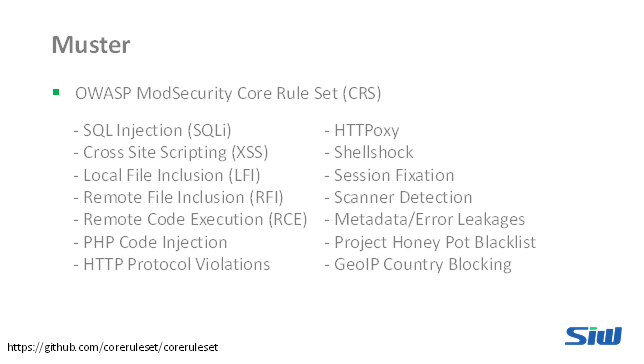 Muster
OWASP ModSecurity Core Rule Set (CRS)
- SQL Injection (SQLi)
- Cross Site Scripting (XSS)
- Local File Inclusion (LFI)
- Remote File Inclusion (RFI)
- Remote Code Execution (RCE)
- PHP Code Injection
- HTTP Protocol Violations
- HTTPoxy
- Shellshock
- Session Fixation
- Scanner Detection
- Metadata/Error Leakages
- Project Honey Pot Blacklist
- GeoIP Country Blocking
https://github.com/coreruleset/coreruleset
SIW